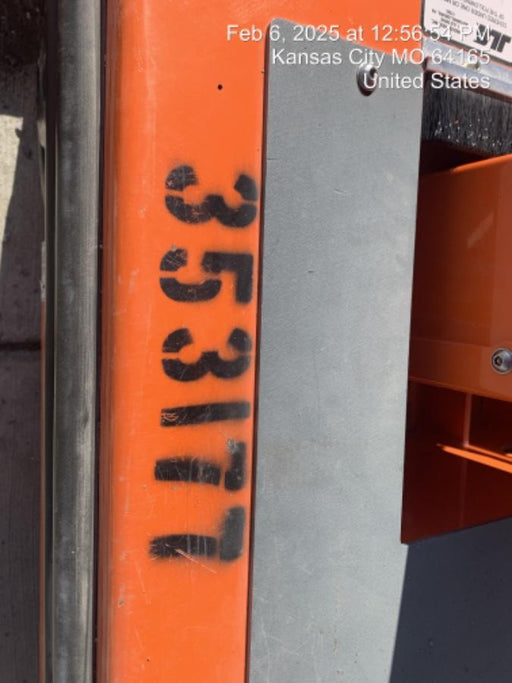 Feb 6, 2025 at 12:56:54 PM
Kansas City MO 64165
United States
353177